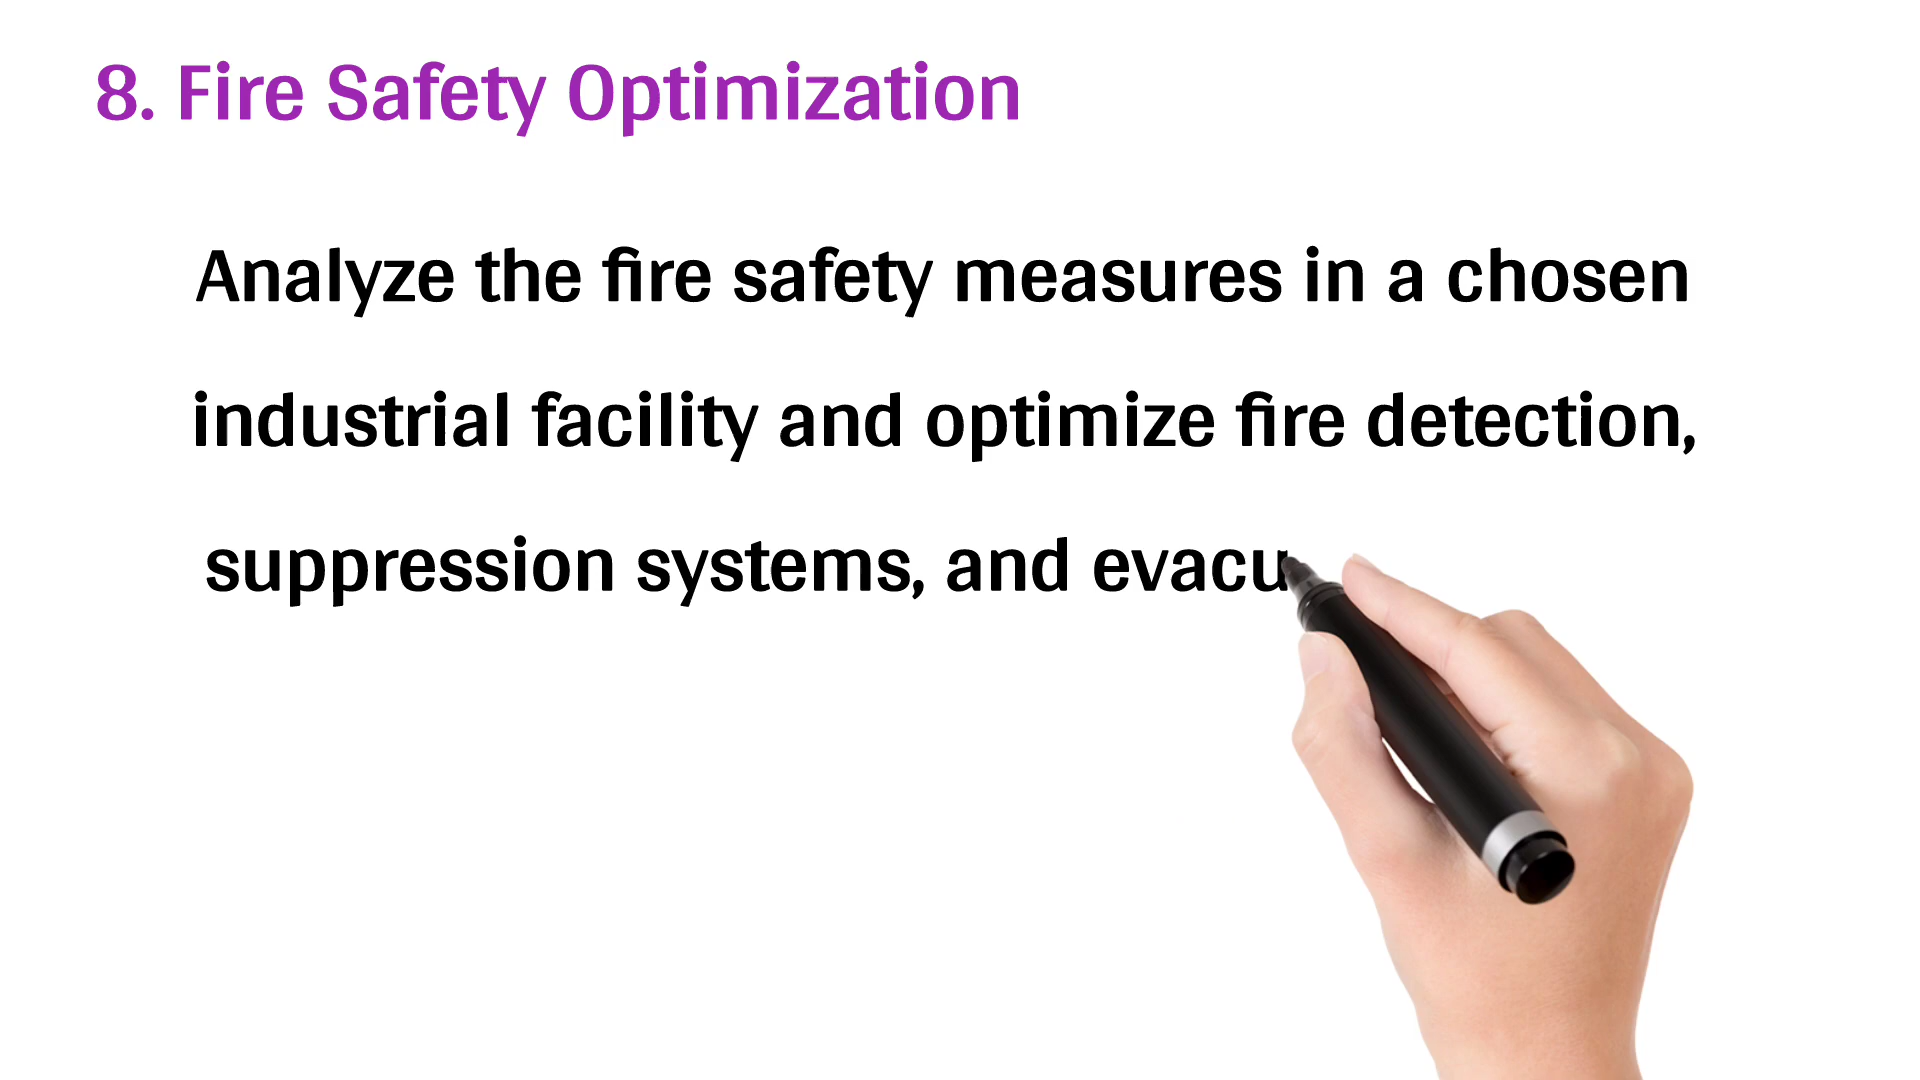 8. Fire Safety Optimization
Analyze the fire safety measures in a chosen
industrial facility and optimize fire detection,
suppression systems, and evacu